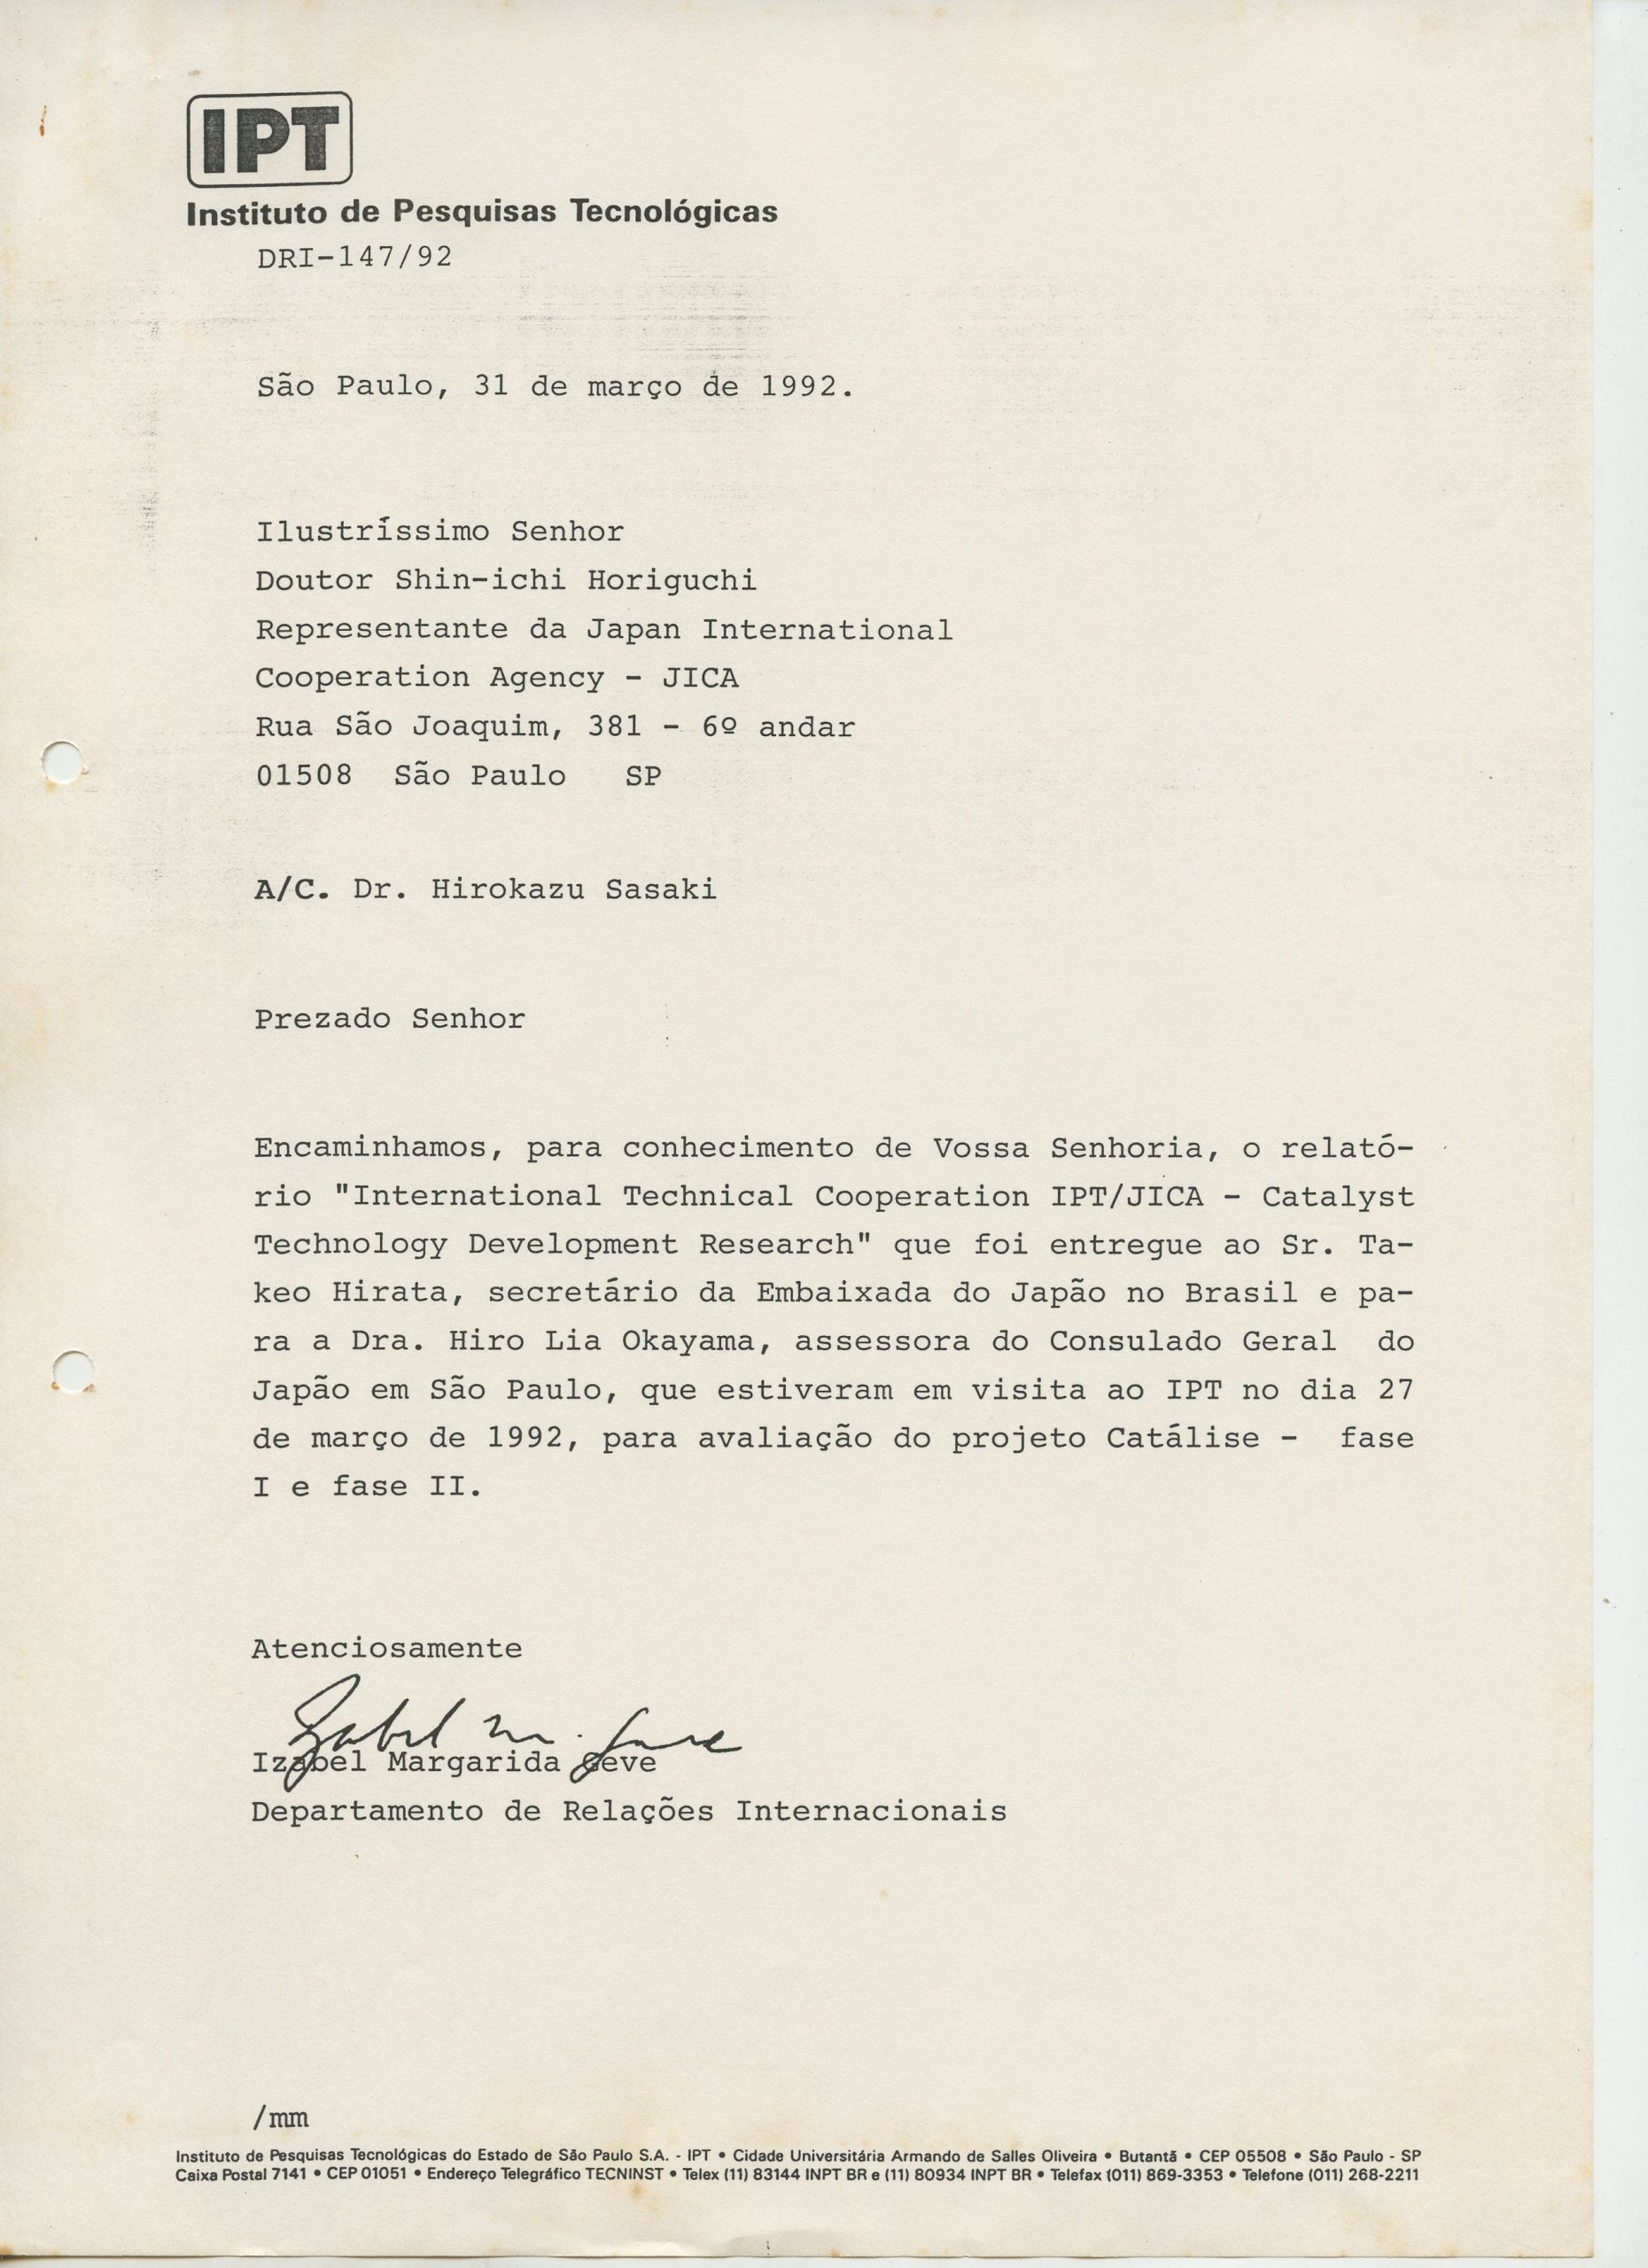 IPT
Instituto de Pesquisas Tecnológicas
DRI-147/92
São Paulo, 31 de março de 1992.
Ilustríssimo Senhor
Doutor Shin-ichi Horiguchi
Representante da Japan International
Cooperation Agency - JICA
Rua São Joaquim, 381 - 6º andar
01508 São Paulo SP
A/C. Dr. Hirokazu Sasaki
Prezado Senhor
Encaminhamos, para conhecimento de Vossa Senhoria, o relató-
rio "International Technical Cooperation IPT/JICA - Catalyst
Technology Development Research" que foi entregue ao Sr. Ta-
keo Hirata, secretário da Embaixada do Japão no Brasil e pa-
ra a Dra. Hiro Lia Okayama, assessora do Consulado Geral do
Japão em São Paulo, que estiveram em visita ao IPT no dia 27
de março de 1992, para avaliação do projeto Catálise - fase
I e fase II.
Atenciosamente
Izabel Margarida
Departamento de Relações Internacionais
/mm
Instituto de Pesquisas Tecnológicas do Estado de São Paulo S.A. - IPT • Cidade Universitária Armando de Salles Oliveira • Butantã • CEP 05508 • São Paulo - SP
Caixa Postal 7141 • CEP 01051 • Endereço Telegráfico TECNINST • Telex (11) 83144 INPT BR e (11) 80934 INPT BR • Telefax (011) 869-3353 • Telefone (011) 268-2211